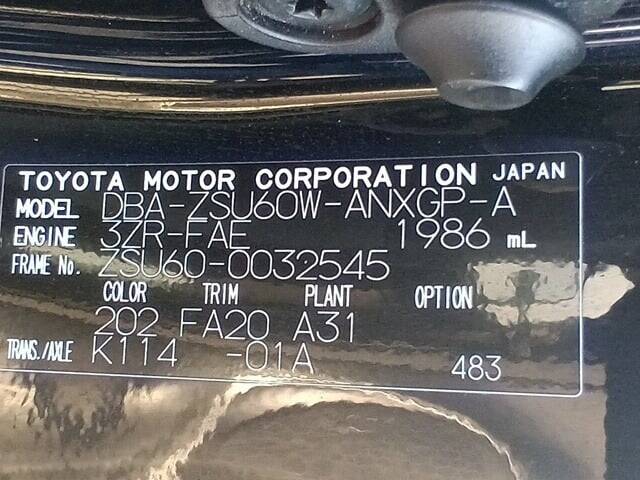 TOYOTA MOTOR CORPORATION JAPAN
MODEL DBA-ZSU60W-ANXGP-A
ENGINE 3ZR-FAE 1986 mL
FRAME No. ZSU60-0032545
COLOR TRIM PLANT OPTION
202 FA20 A31
TRANS./AXLE K114 -01A 483